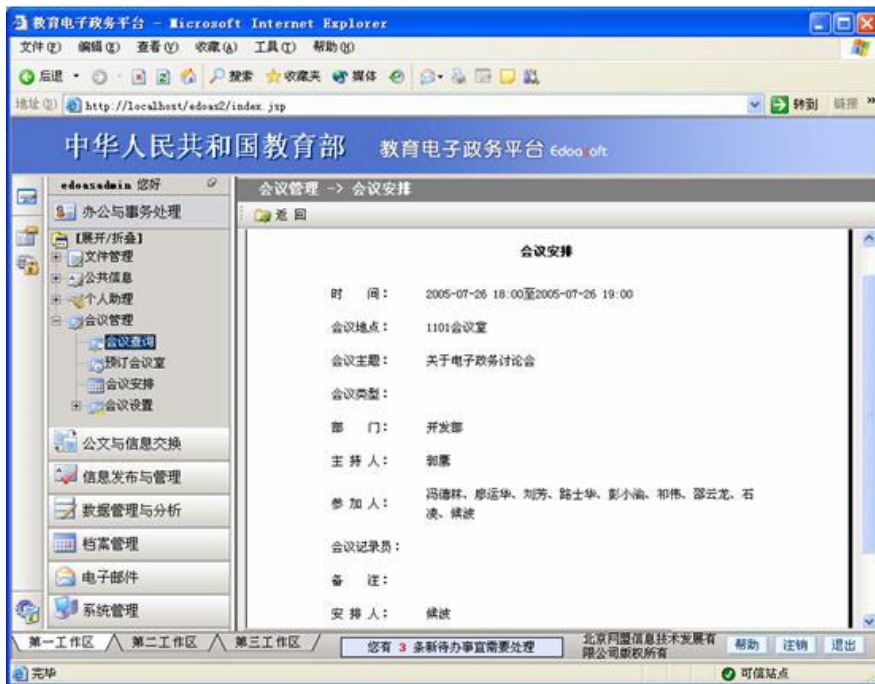 教育电子政务平台 - Microsoft Internet Explorer
文件(F) 编辑(E) 查看(V) 收藏(A) 工具(T) 帮助(H)
后退 搜索 收藏夹 媒体
地址(D) http://localhost/edoas2/index.jsp 转到 链接 »
中华人民共和国教育部 教育电子政务平台 Edoasoft
edoasadmin 您好
会议管理 -> 会议安排
办公与事务处理
返 回
【展开/折叠】
文件管理
公共信息
个人助理
会议管理
会议查询
预订会议室
会议安排
会议设置
公文与信息交换
信息发布与管理
数据管理与分析
档案管理
电子邮件
系统管理
会议安排
时 间: 2005-07-26 18:00至2005-07-26 19:00
会议地点: 1101会议室
会议主题: 关于电子政务讨论会
会议类型:
部 门: 开发部
主 持 人: 郭鹰
参 加 人: 冯德林、廖运华、刘芳、路士华、彭小渝、祁伟、邵云龙、石
凌、候波
会议记录员:
备 注:
安 排 人: 候波
第一工作区 第二工作区 第三工作区 您有 3 条新待办事宜需要处理 北京网盟信息技术发展有
限公司版权所有 帮助 注销 退出
完毕 可信站点